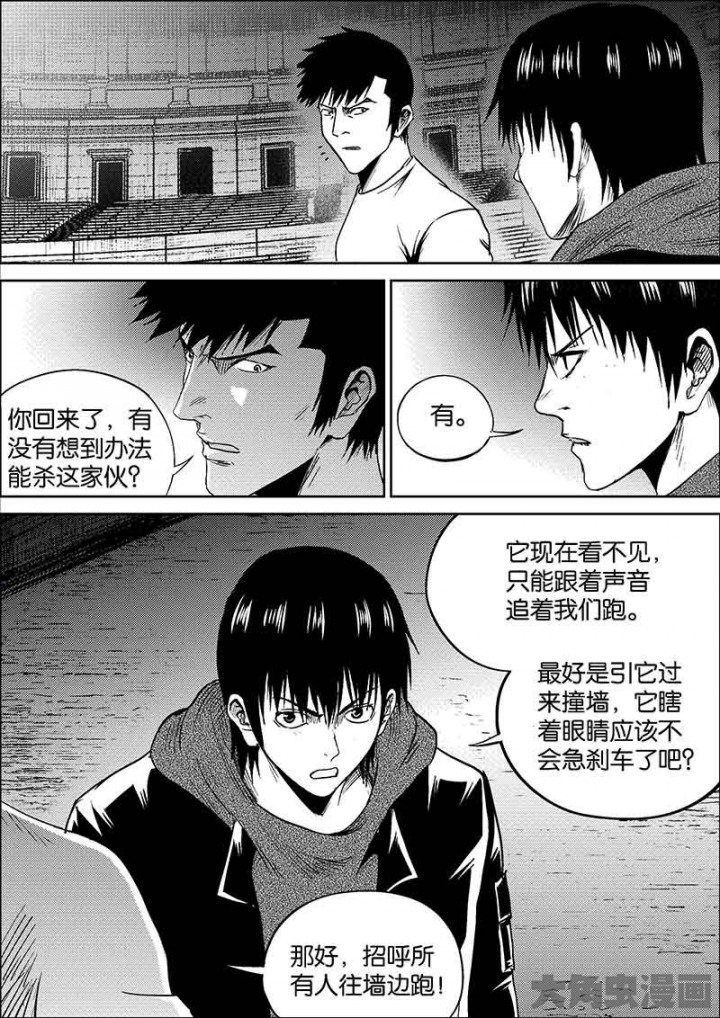 你回来了，有
没有想到办法
能杀这家伙？
有。
它现在看不见，
只能跟着声音
追着我们跑。
最好是引它过
来撞墙，它瞎
着眼睛应该不
会急刹车了吧？
那好，招呼所
有人往墙边跑！
大角虫漫画